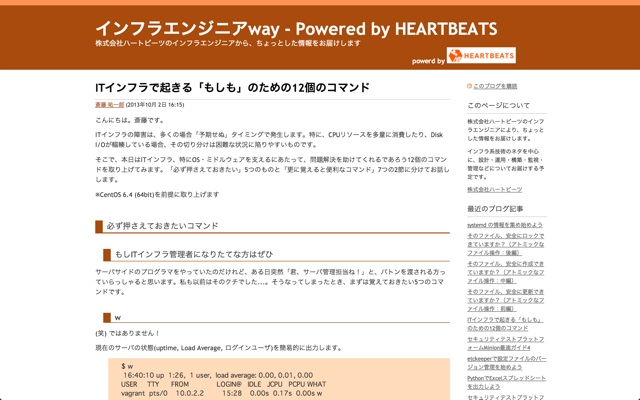 インフラエンジニアway - Powered by HEARTBEATS
株式会社ハートビーツのインフラエンジニアから、ちょっとした情報をお届けします
powerd by HEARTBEATS
ITインフラで起きる「もしも」のための12個のコマンド
斎藤 祐一郎 (2013年10月 2日 16:15)
こんにちは。斎藤です。
ITインフラの障害は、多くの場合「予期せぬ」タイミングで発生します。特に、CPUリソースを多量に消費したり、Disk
I/Oが輻輳している場合、その切り分けは困難な状況に陥りやすいものです。
そこで、本日はITインフラ、特にOS・ミドルウェアを支えるにあたって、問題解決を助けてくれるであろう12個のコマン
ドを取り上げてみます。「必ず押さえておきたい」5つのものと「更に覚えると便利なコマンド」7つの2節に分けてお話し
します。
※CentOS 6.4 (64bit)を前提に取り上げます
必ず押さえておきたいコマンド
もしITインフラ管理者になりたてな方はぜひ
サーバサイドのプログラマをやっていたのだけれど、ある日突然「君、サーバ管理担当ね！」と、バトンを渡される方っ
ていらっしゃると思います。私も以前はそのクチでした...。そうなってしまったとき、まずは覚えておきたい5つのコマ
ンドです。
w
(笑) ではありません！
現在のサーバの状態(uptime, Load Average, ログインユーザ)を簡易的に出力します。
$ w
16:40:10 up 1:26, 1 user, load average: 0.00, 0.01, 0.00
USER TTY FROM LOGIN@ IDLE JCPU PCPU WHAT
vagrant pts/0 10.0.2.2 15:28 0.00s 0.17s 0.00s w
このブログを購読
このページについて
株式会社ハートビーツのインフ
ラエンジニアにより、ちょっと
した情報をお届けします。
インフラ系技術のネタを中心
に、設計・運用・構築・監視・
管理などについてお届けする予
定です。
株式会社ハートビーツ
最近のブログ記事
systemd の情報を集め始めよう
そのファイル、安全にロックで
きていますか？（アトミックな
ファイル操作：後編）
そのファイル、安全に作成でき
ていますか？（アトミックなフ
ァイル操作：中編）
そのファイル、安全に更新でき
ていますか？（アトミックなフ
ァイル操作：前編）
ITインフラで起きる「もしも」
のための12個のコマンド
セキュリティテストプラットフ
ォームMinion最速ガイド4
etckeeperで設定ファイルのバー
ジョン管理を始めよう
PythonでExcelスプレッドシート
を出力しよう
セキュリティテストプラットフ